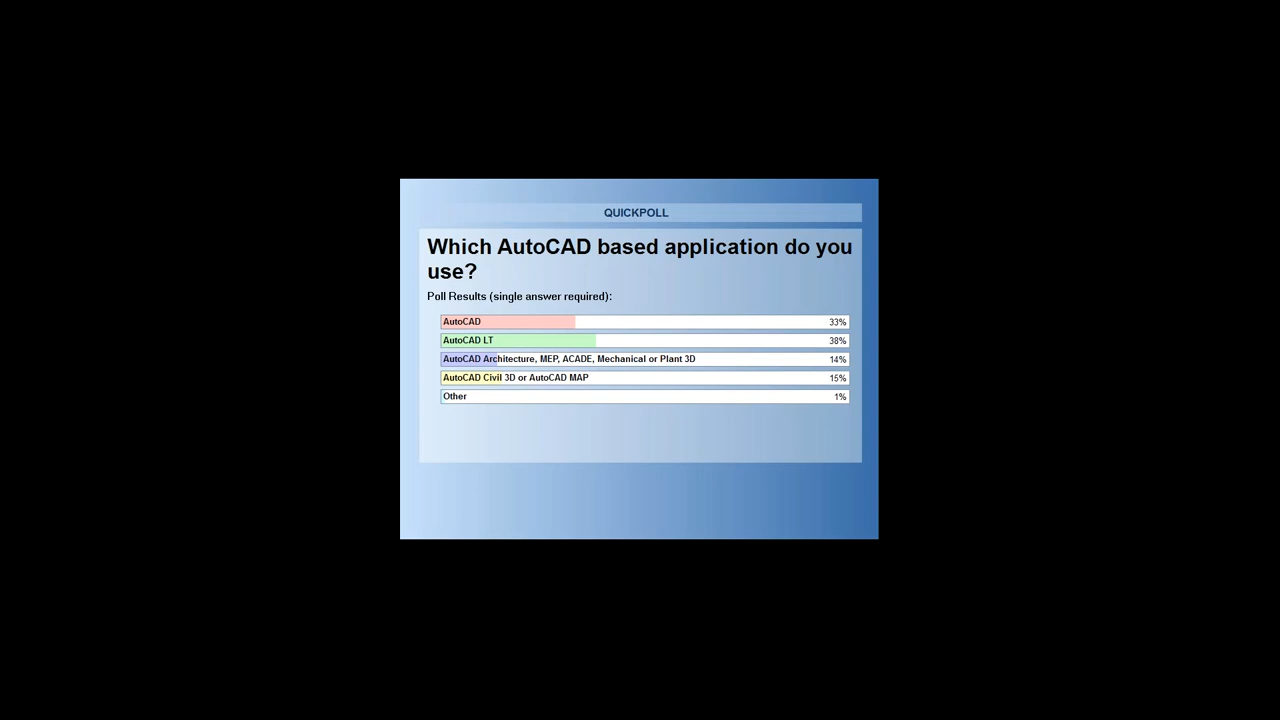 QUICKPOLL
Which AutoCAD based application do you
use?
Poll Results (single answer required):
AutoCAD 33%
AutoCAD LT 38%
AutoCAD Architecture, MEP, ACADE, Mechanical or Plant 3D 14%
AutoCAD Civil 3D or AutoCAD MAP 15%
Other 1%